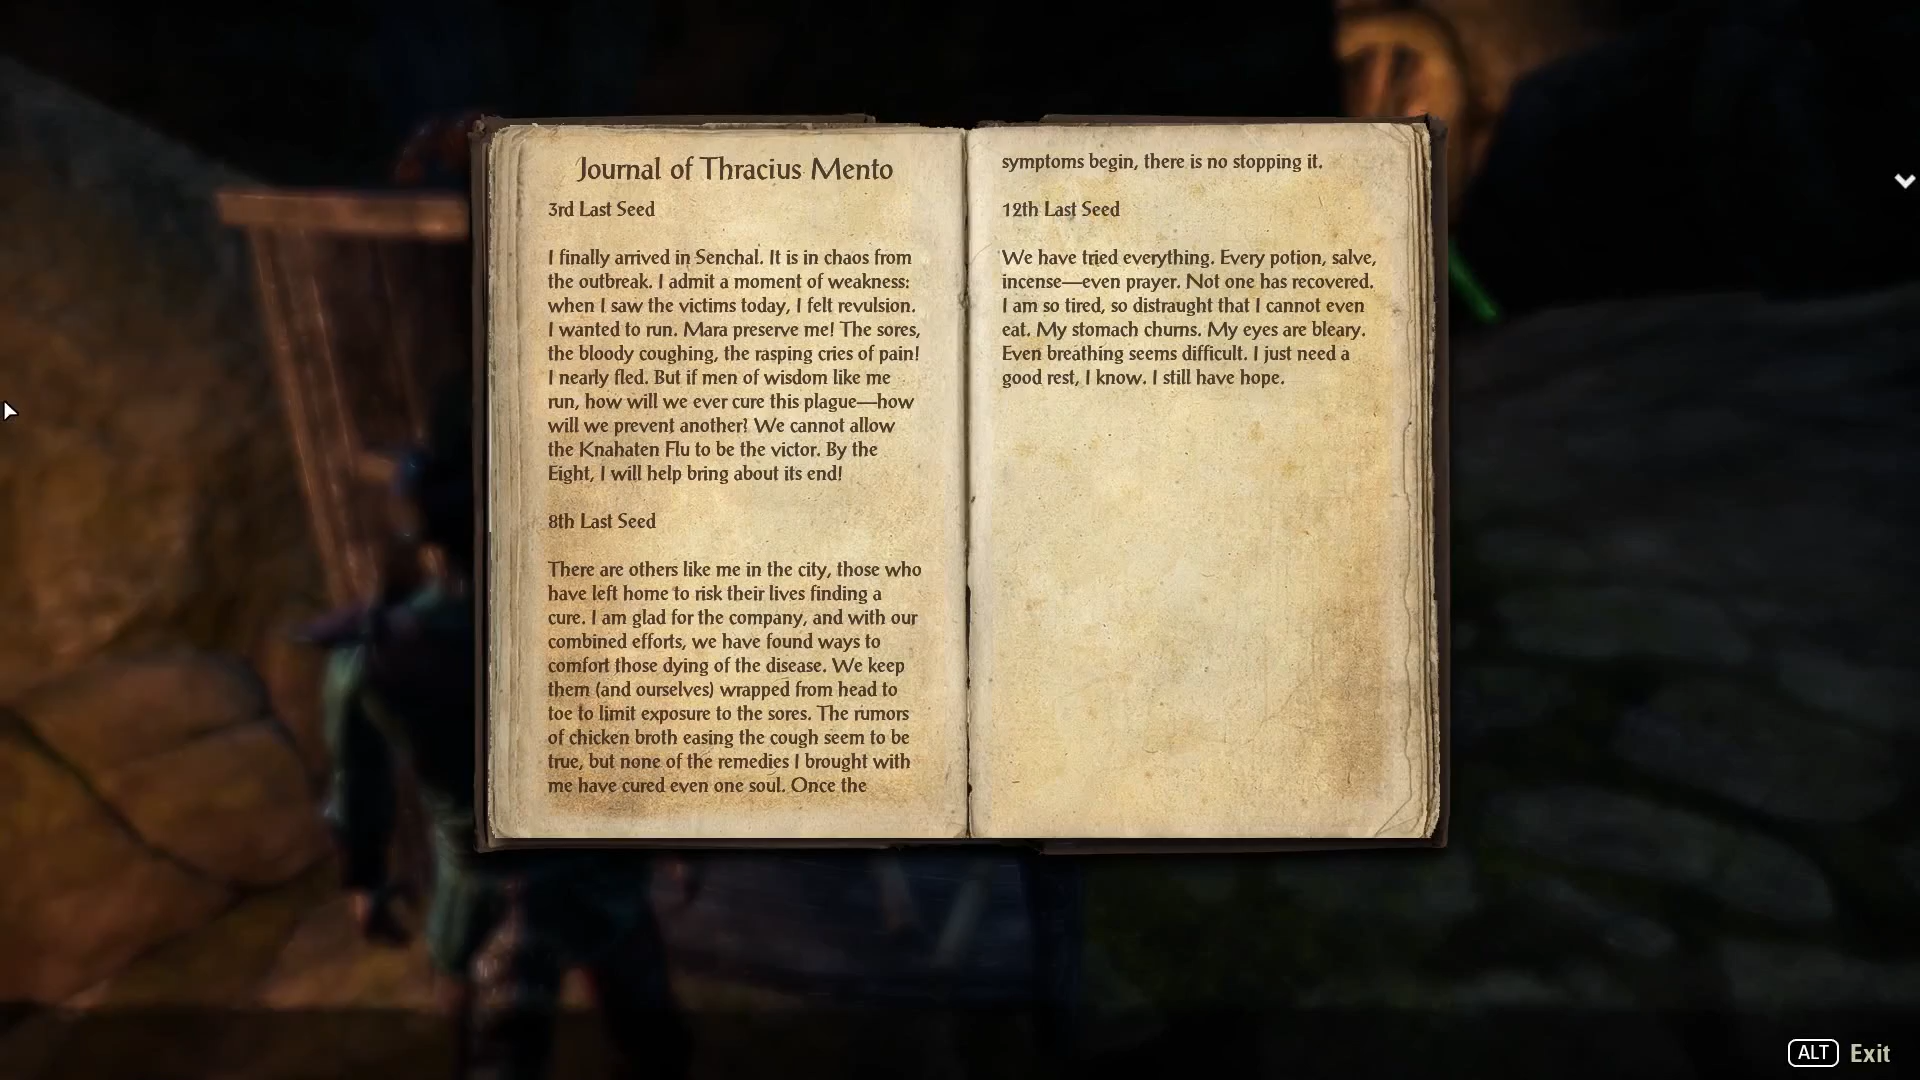 Journal of Thracius Mento
3rd Last Seed
I finally arrived in Senchal. It is in chaos from
the outbreak. I admit a moment of weakness:
when I saw the victims today, I felt revulsion.
I wanted to run. Mara preserve me! The sores,
the bloody coughing, the rasping cries of pain!
I nearly fled. But if men of wisdom like me
run, how will we ever cure this plague—how
will we prevent another? We cannot allow
the Knahaten Flu to be the victor. By the
Eight, I will help bring about its end!
8th Last Seed
There are others like me in the city, those who
have left home to risk their lives finding a
cure. I am glad for the company, and with our
combined efforts, we have found ways to
comfort those dying of the disease. We keep
them (and ourselves) wrapped from head to
toe to limit exposure to the sores. The rumors
of chicken broth easing the cough seem to be
true, but none of the remedies I brought with
me have cured even one soul. Once the
symptoms begin, there is no stopping it.
12th Last Seed
We have tried everything. Every potion, salve,
incense—even prayer. Not one has recovered.
I am so tired, so distraught that I cannot even
eat. My stomach churns. My eyes are bleary.
Even breathing seems difficult. I just need a
good rest, I know. I still have hope.
ALT Exit